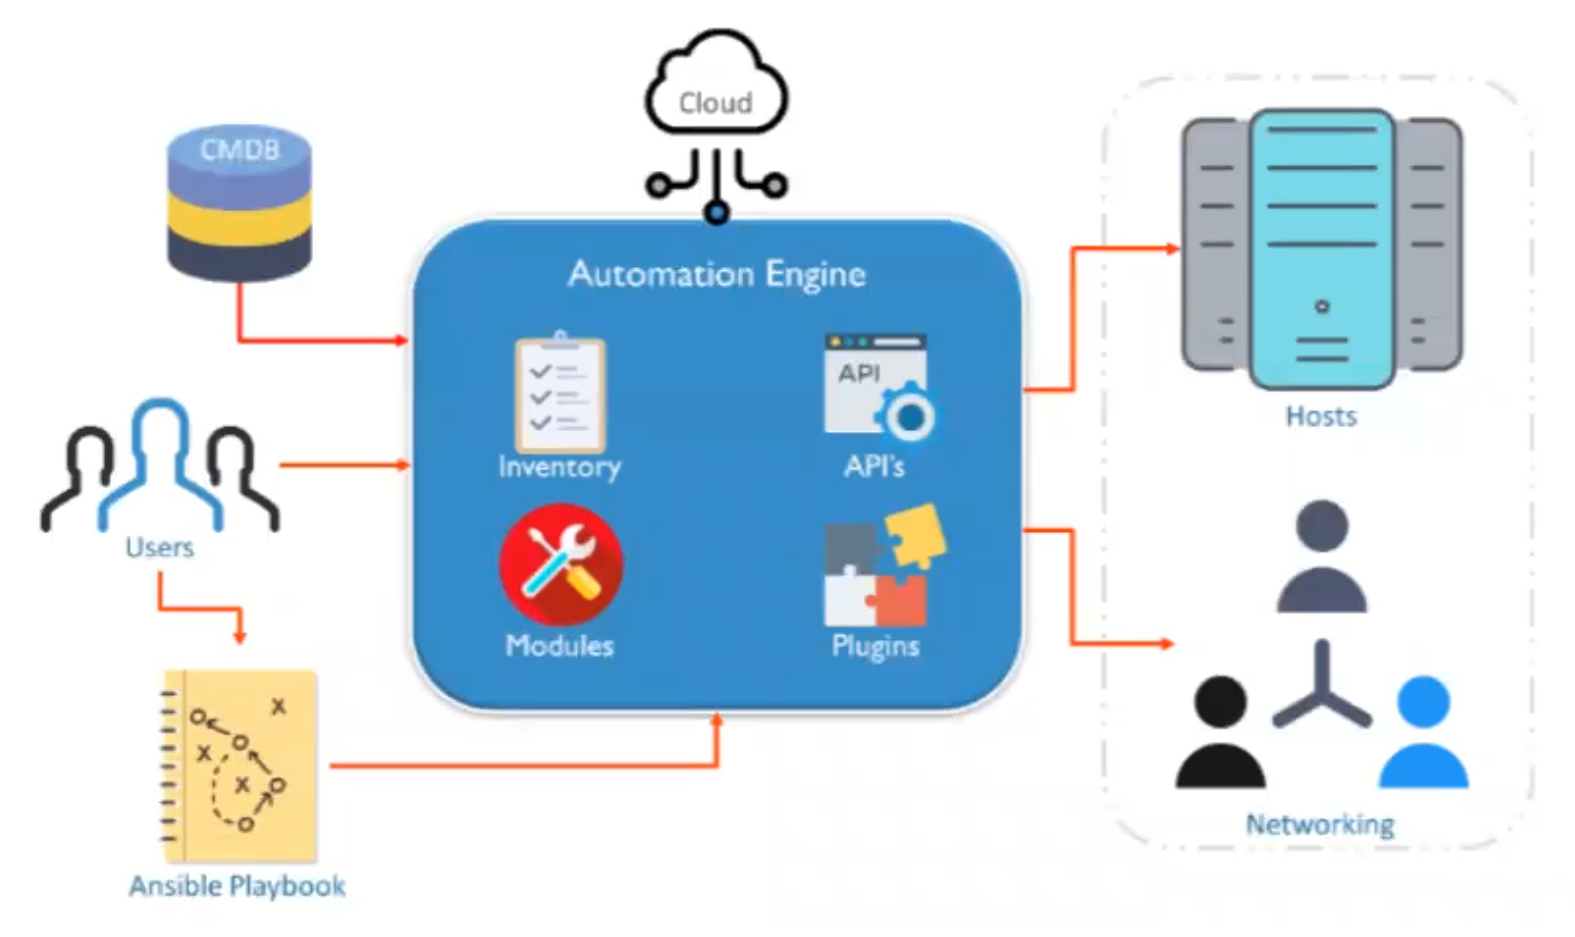 Cloud
CMDB
Automation Engine
API
Inventory
API's
Hosts
Users
Modules
Plugins
Networking
Ansible Playbook